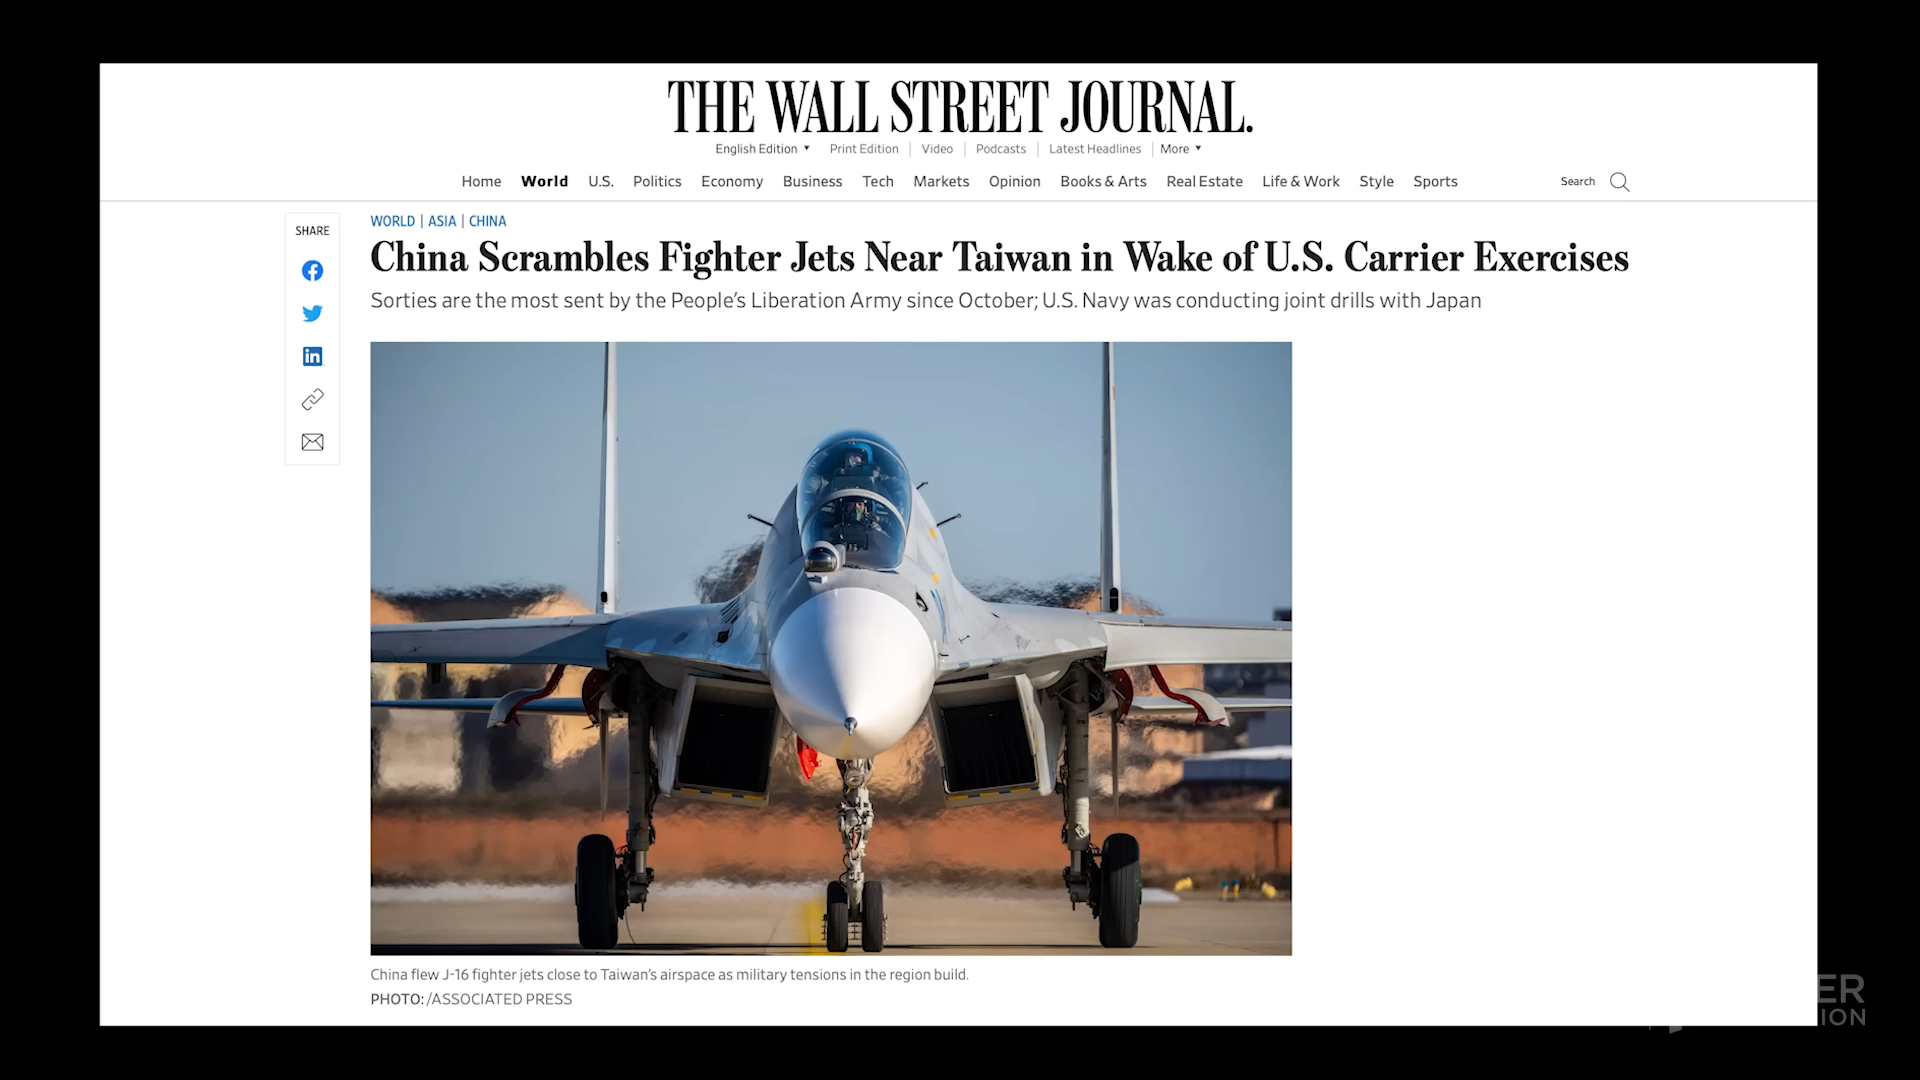 THE WALL STREET JOURNAL.
English Edition ▼ Print Edition | Video | Podcasts | Latest Headlines | More ▼
Home World U.S. Politics Economy Business Tech Markets Opinion Books & Arts Real Estate Life & Work Style Sports Search
SHARE
WORLD | ASIA | CHINA
China Scrambles Fighter Jets Near Taiwan in Wake of U.S. Carrier Exercises
Sorties are the most sent by the People's Liberation Army since October; U.S. Navy was conducting joint drills with Japan
in
China flew J-16 fighter jets close to Taiwan's airspace as military tensions in the region build.
PHOTO: /ASSOCIATED PRESS
ER
ION